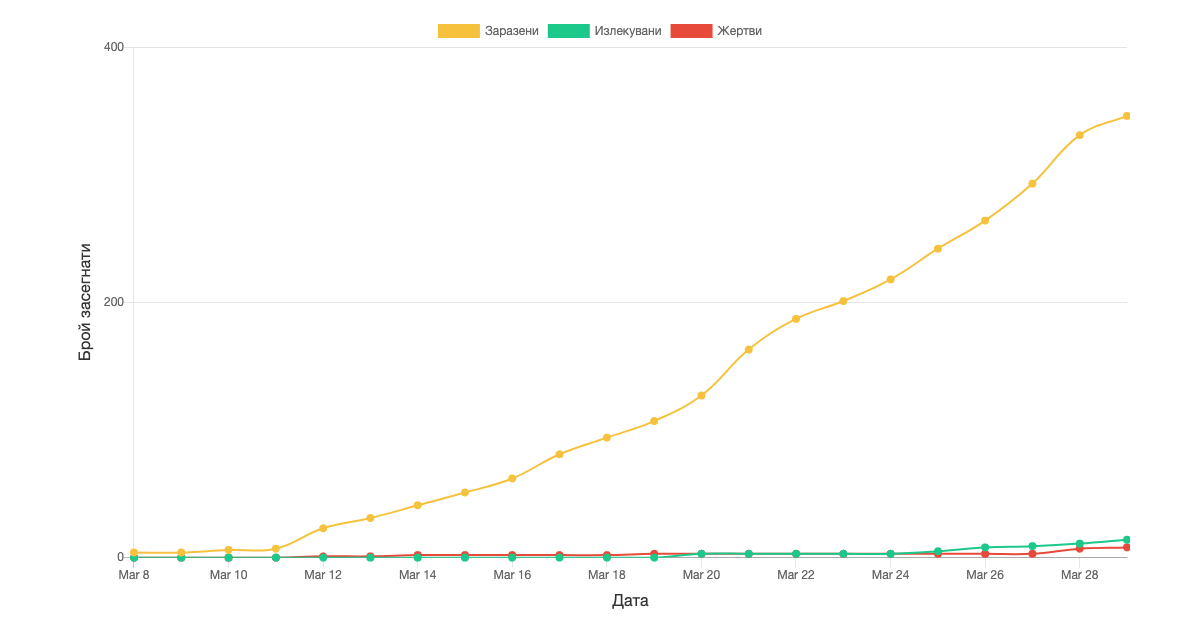 Заразени Излекувани Жертви
400
200
0
Брой засегнати
Mar 8 Mar 10 Mar 12 Mar 14 Mar 16 Mar 18 Mar 20 Mar 22 Mar 24 Mar 26 Mar 28
Дата